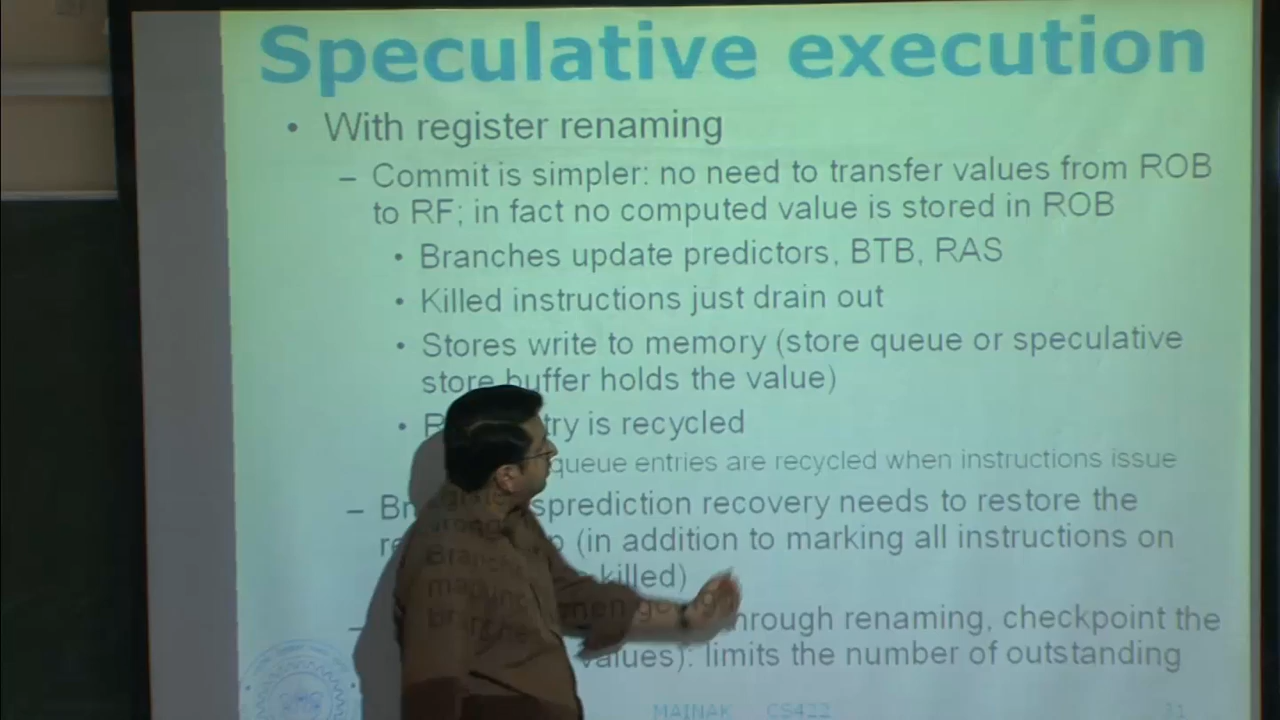 Speculative execution
• With register renaming
– Commit is simpler: no need to transfer values from ROB
to RF; in fact no computed value is stored in ROB
• Branches update predictors, BTB, RAS
• Killed instructions just drain out
• Stores write to memory (store queue or speculative
store buffer holds the value)
• is recycled
queue entries are recycled when instructions issue
– recovery needs to restore the
(in addition to marking all instructions on
killed)
through renaming, checkpoint the
values): limits the number of outstanding
MAINAK CS422
31